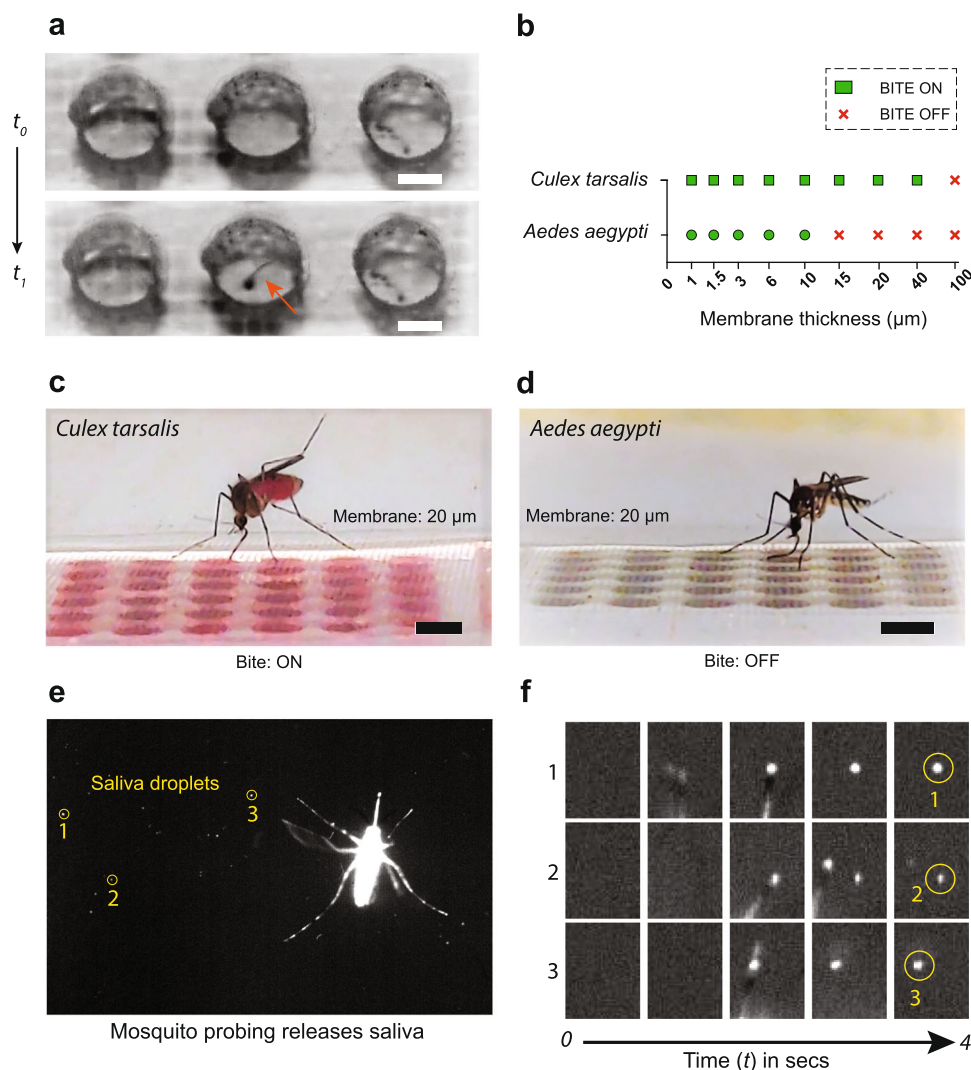 a
t0
t1
b
BITE ON
BITE OFF
Culex tarsalis
Aedes aegypti
0 1 1.5 3 6 10 15 20 40 100
Membrane thickness (µm)
c
Culex tarsalis
Membrane: 20 µm
Bite: ON
d
Aedes aegypti
Membrane: 20 µm
Bite: OFF
e
Saliva droplets
1
2
3
Mosquito probing releases saliva
f
1
1
2
2
3
3
0 4
Time (t) in secs